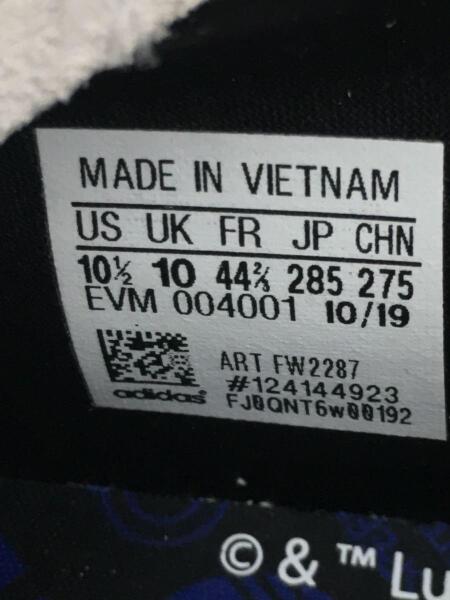 MADE IN VIETNAM
US UK FR JP CHN
10½ 10 44⅔ 285 275
EVM 004001 10/19
ART FW2287
#124144923
adidas
FJ0QNT6W00192
© & ™ Lu